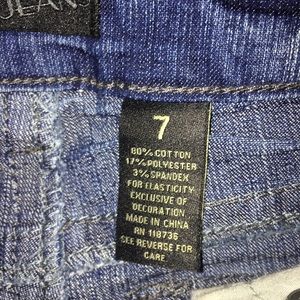 JEANS
7
80% COTTON
17% POLYESTER
3% SPANDEX
FOR ELASTICITY
EXCLUSIVE OF
DECORATION
MADE IN CHINA
RN 118736
SEE REVERSE FOR
CARE